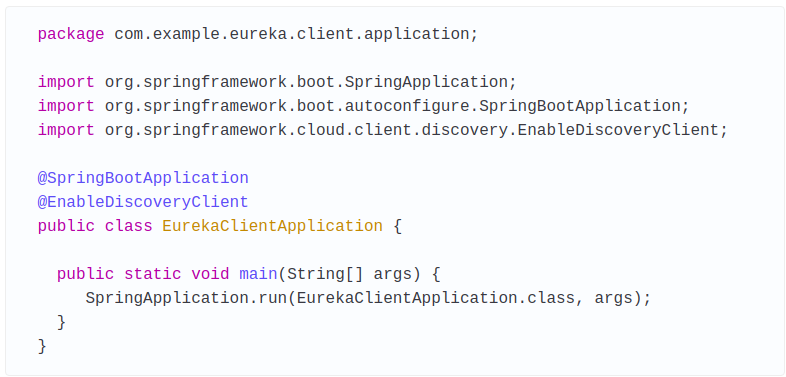 package com.example.eureka.client.application;
import org.springframework.boot.SpringApplication;
import org.springframework.boot.autoconfigure.SpringBootApplication;
import org.springframework.cloud.client.discovery.EnableDiscoveryClient;
@SpringBootApplication
@EnableDiscoveryClient
public class EurekaClientApplication {
public static void main(String[] args) {
SpringApplication.run(EurekaClientApplication.class, args);
}
}